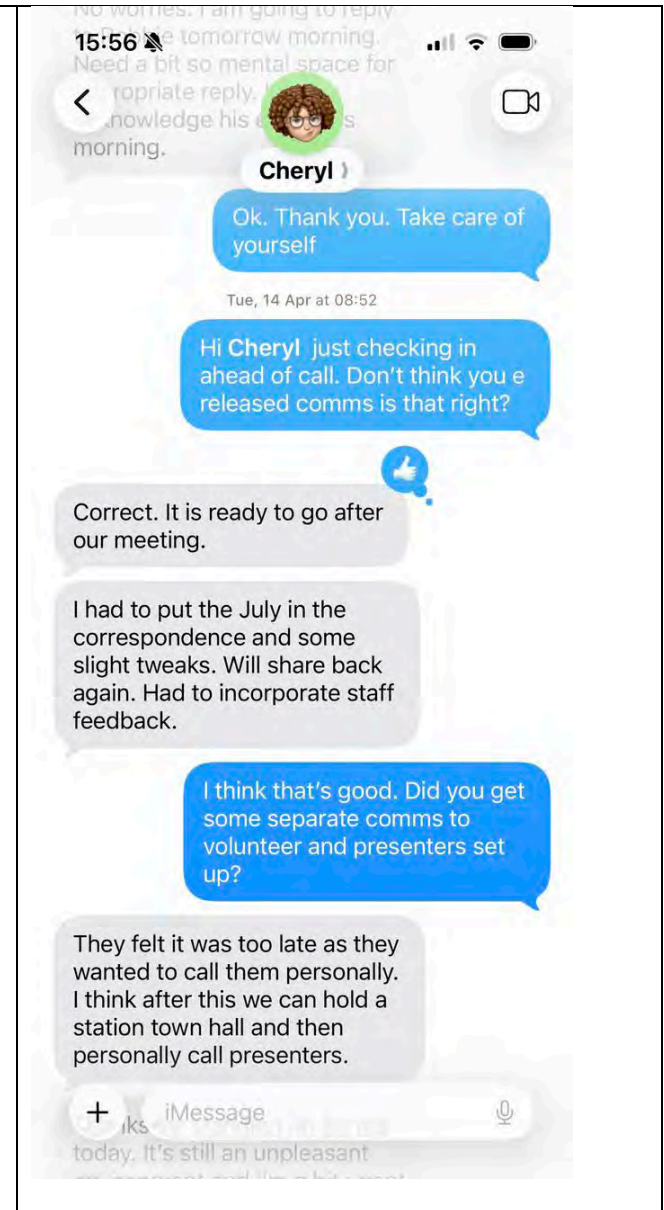 No worries. I am going to reply
tomorrow morning.
Need a bit so mental space for
ropriate reply.
nowledge his
morning.
15:56
Cheryl
Ok. Thank you. Take care of
yourself
Tue, 14 Apr at 08:52
Hi Cheryl just checking in
ahead of call. Don't think you e
released comms is that right?
Correct. It is ready to go after
our meeting.
I had to put the July in the
correspondence and some
slight tweaks. Will share back
again. Had to incorporate staff
feedback.
I think that's good. Did you get
some separate comms to
volunteer and presenters set
up?
They felt it was too late as they
wanted to call them personally.
I think after this we can hold a
station town hall and then
personally call presenters.
iMessage
today. It's still an unpleasant